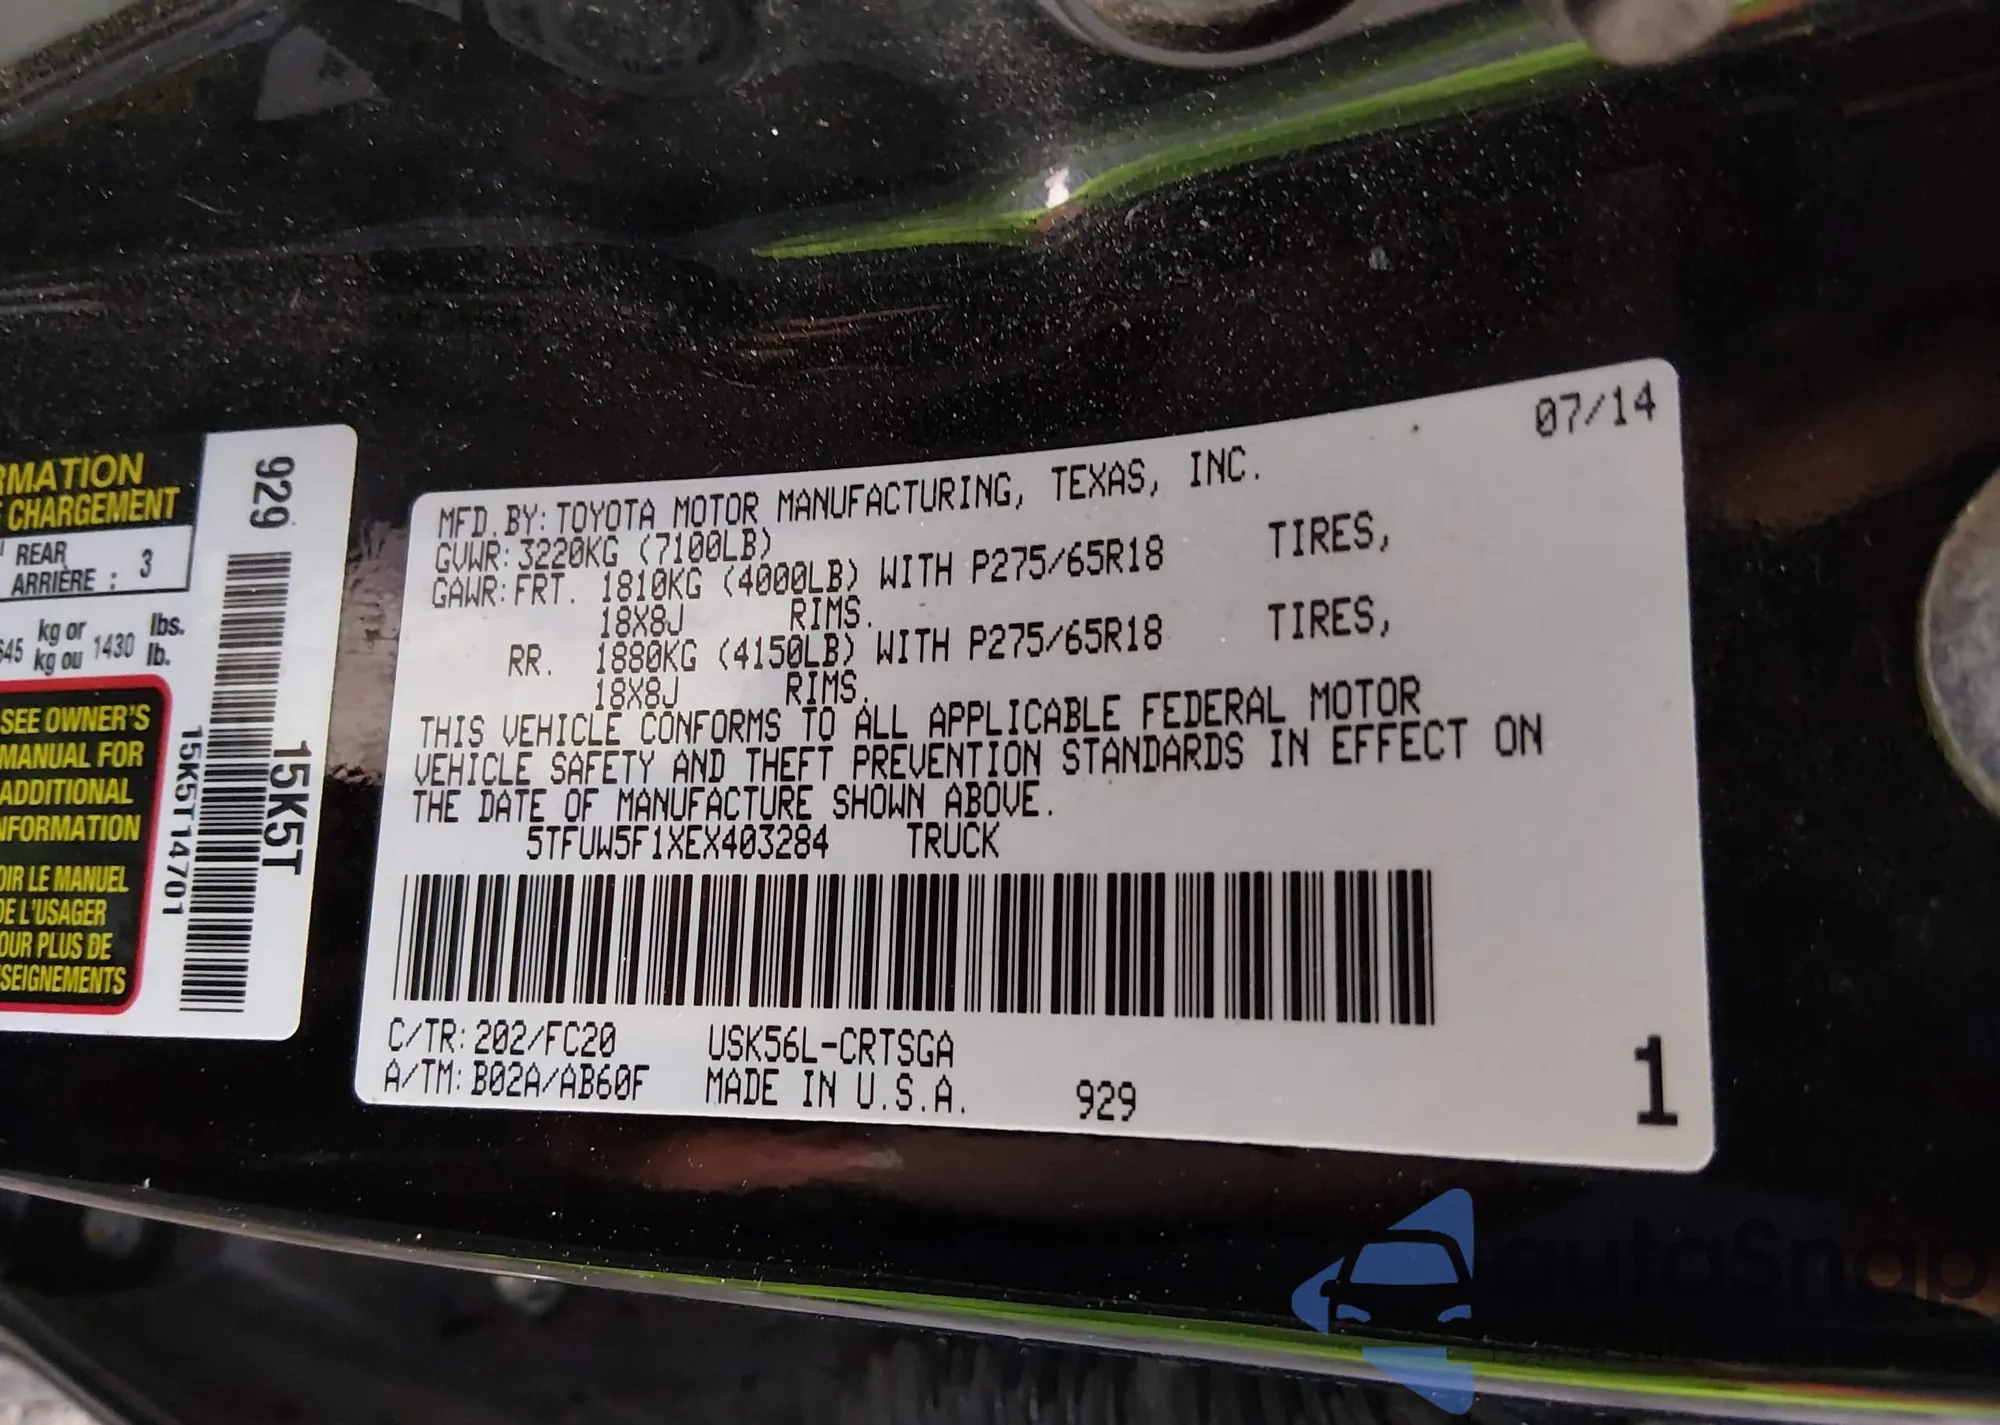 RMATION
CHARGEMENT
REAR
ARRIÈRE : 3
645 kg or 1430 lbs.
kg ou lb.
SEE OWNER'S
MANUAL FOR
ADDITIONAL
NFORMATION
OIR LE MANUEL
DE L'USAGER
OUR PLUS DE
SEIGNEMENTS
929
15K5T
15K5T14701
07/14
MFD. BY: TOYOTA MOTOR MANUFACTURING, TEXAS, INC.
GVWR: 3220KG (7100LB)
GAWR: FRT. 1810KG (4000LB) WITH P275/65R18 TIRES,
18X8J RIMS.
RR. 1880KG (4150LB) WITH P275/65R18 TIRES,
18X8J RIMS.
THIS VEHICLE CONFORMS TO ALL APPLICABLE FEDERAL MOTOR
VEHICLE SAFETY AND THEFT PREVENTION STANDARDS IN EFFECT ON
THE DATE OF MANUFACTURE SHOWN ABOVE.
5TFUW5F1XEX403284 TRUCK
C/TR: 202/FC20 USK56L-CRTSGA
A/TM: B02A/AB60F MADE IN U.S.A. 929
1
autoSnap